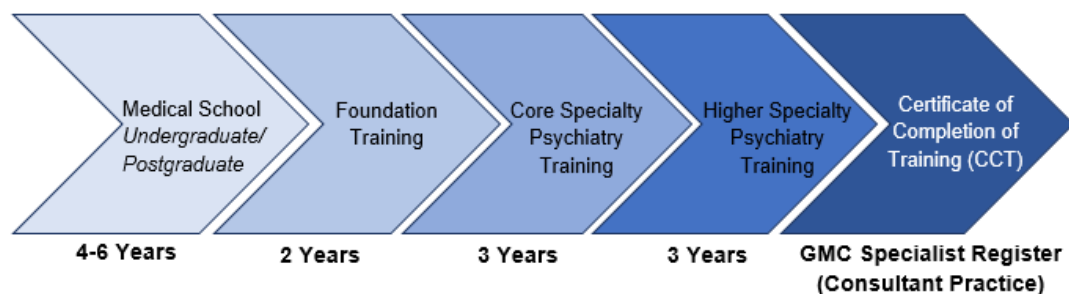 Medical School
Undergraduate/
Postgraduate
Foundation
Training
Core Specialty
Psychiatry
Training
Higher Specialty
Psychiatry
Training
Certificate of
Completion of
Training (CCT)
4-6 Years
2 Years
3 Years
3 Years
GMC Specialist Register
(Consultant Practice)